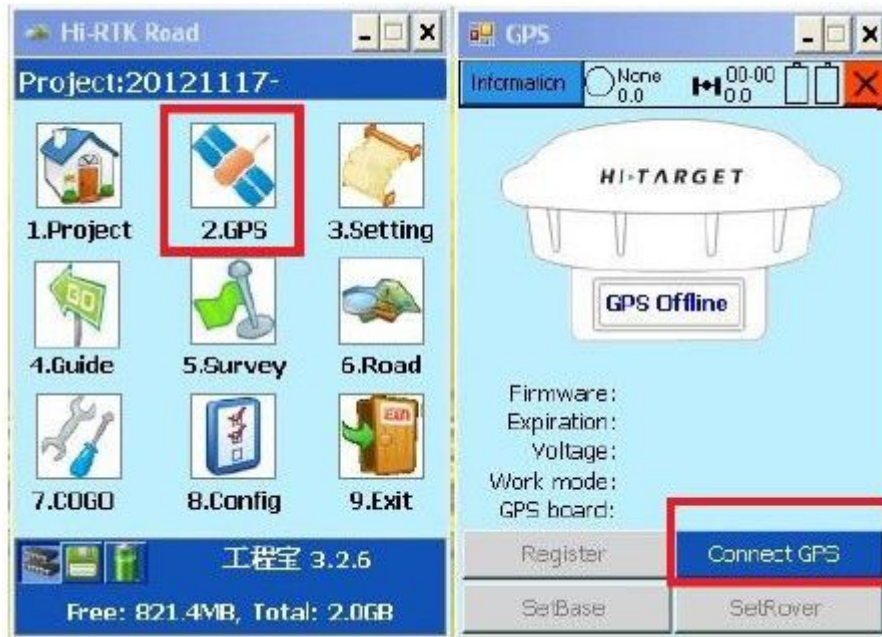 Hi-RTK Road
Project:20121117-
1.Project
2.GPS
3.Setting
GO
4.Guide
5.Survey
6.Road
EXIT
7.COGO
8.Config
9.Exit
工程宝 3.2.6
Free: 821.4MB, Total: 2.0GB
GPS
Information
None
0.0
00-00
0.0
HI-TARGET
GPS Offline
Firmware:
Expiration:
Voltage:
Work mode:
GPS board:
Register
Connect GPS
SetBase
SetRover